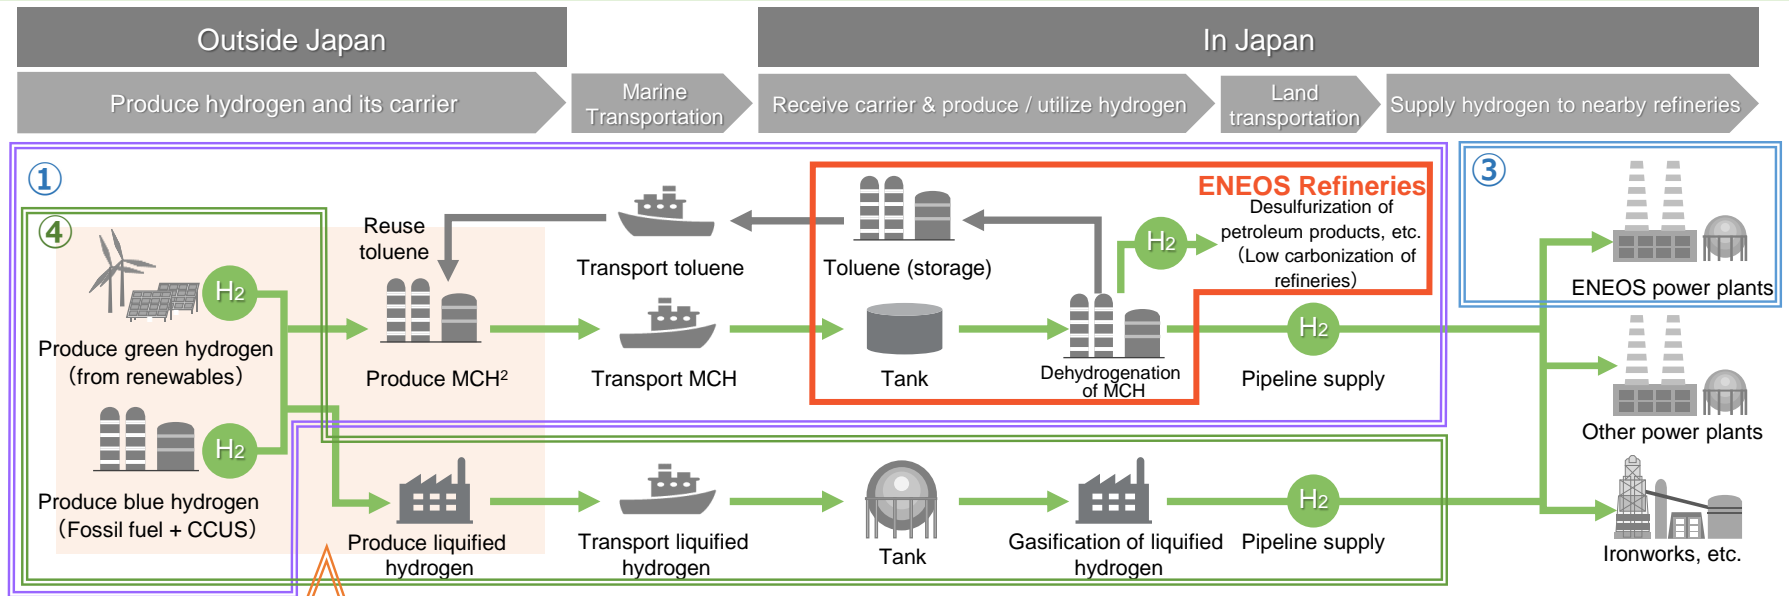 Outside Japan
In Japan
Produce hydrogen and its carrier
Marine
Transportation
Receive carrier & produce / utilize hydrogen
Land
transportation
Supply hydrogen to nearby refineries
①
③
④
ENEOS Refineries
Reuse
toluene
Transport toluene
Toluene (storage)
H2
Desulfurization of
petroleum products, etc.
（Low carbonization of
refineries）
ENEOS power plants
H2
Produce green hydrogen
（from renewables）
Produce MCH2
Transport MCH
Tank
Dehydrogenation
of MCH
H2
Pipeline supply
Other power plants
H2
Produce blue hydrogen
（Fossil fuel + CCUS）
Produce liquified
hydrogen
Transport liquified
hydrogen
Tank
Gasification of liquified
hydrogen
H2
Pipeline supply
Ironworks, etc.